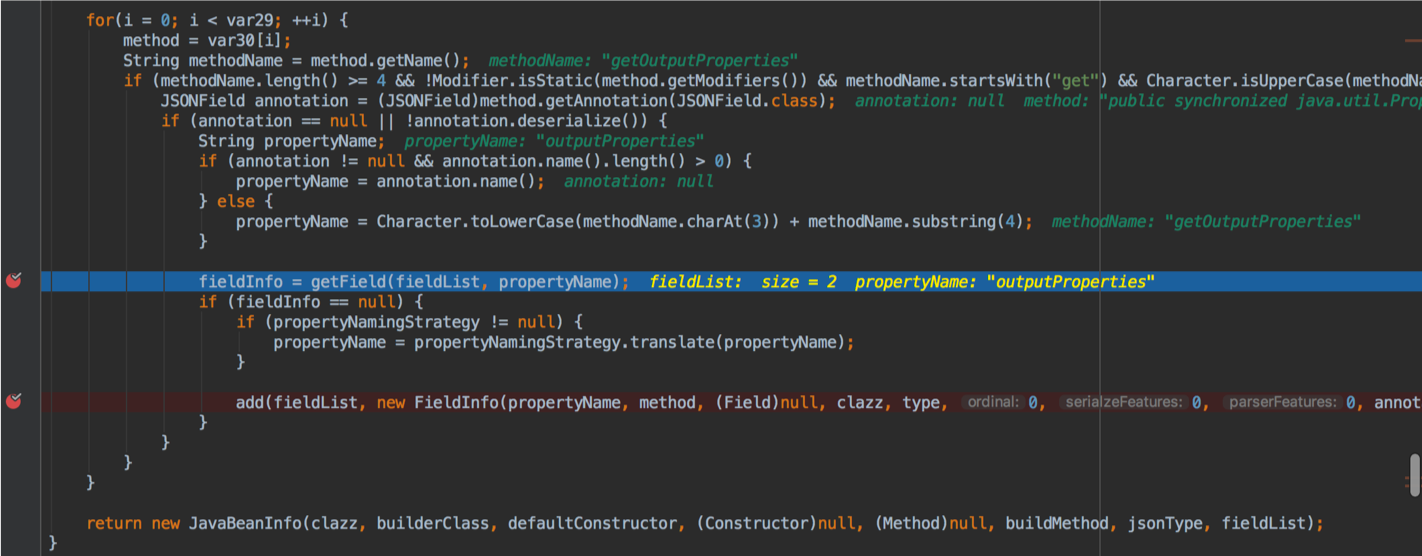 for(i = 0; i < var29; ++i) {
method = var30[i];
String methodName = method.getName();  methodName: "getOutputProperties"
if (methodName.length() >= 4 && !Modifier.isStatic(method.getModifiers()) && methodName.startsWith("get") && Character.isUpperCase(methodNa
JSONField annotation = (JSONField)method.getAnnotation(JSONField.class);  annotation: null  method: "public synchronized java.util.Prop
if (annotation == null || !annotation.deserialize()) {
String propertyName;  propertyName: "outputProperties"
if (annotation != null && annotation.name().length() > 0) {
propertyName = annotation.name();  annotation: null
} else {
propertyName = Character.toLowerCase(methodName.charAt(3)) + methodName.substring(4);  methodName: "getOutputProperties"
}
fieldInfo = getField(fieldList, propertyName);  fieldList:  size = 2  propertyName: "outputProperties"
if (fieldInfo == null) {
if (propertyNamingStrategy != null) {
propertyName = propertyNamingStrategy.translate(propertyName);
}
add(fieldList, new FieldInfo(propertyName, method, (Field)null, clazz, type, ordinal: 0, serialzeFeatures: 0, parserFeatures: 0, annot
}
}
}
}
return new JavaBeanInfo(clazz, builderClass, defaultConstructor, (Constructor)null, (Method)null, buildMethod, jsonType, fieldList);
}